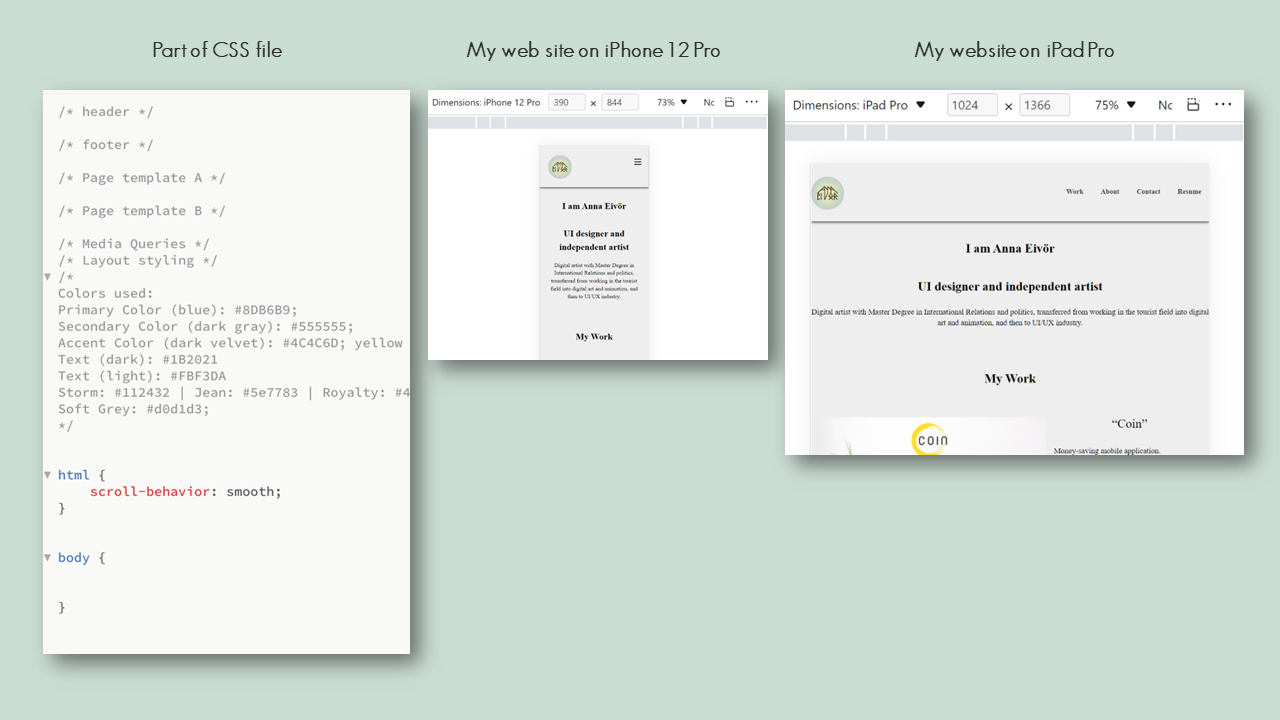 Part of CSS file
/* header */
/* footer */
/* Page template A */
/* Page template B */
/* Media Queries */
/* Layout styling */
/*
Colors used:
Primary Color (blue): #8DB6B9;
Secondary Color (dark gray): #555555;
Accent Color (dark velvet): #4C4C6D; yellow
Text (dark): #1B2021
Text (light): #FBF3DA
Storm: #112432 | Jean: #5e7783 | Royalty: #4
Soft Grey: #d0d1d3;
*/
html {
scroll-behavior: smooth;
}
body {
}
My web site on iPhone 12 Pro
Dimensions: iPhone 12 Pro 390 x 844 73% Nc
I am Anna Eivör
UI designer and
independent artist
Digital artist with Master Degree in
International Relations and politics,
transferred from working in the tourist
field into digital art and animation, and
then to UI/UX industry.
My Work
My website on iPad Pro
Dimensions: iPad Pro 1024 x 1366 75% Nc
Work About Contact Resume
I am Anna Eivör
UI designer and independent artist
Digital artist with Master Degree in International Relations and politics, transferred from working in the tourist field into digital
art and animation, and then to UI/UX industry.
My Work
COIN
“Coin”
Money-saving mobile application.